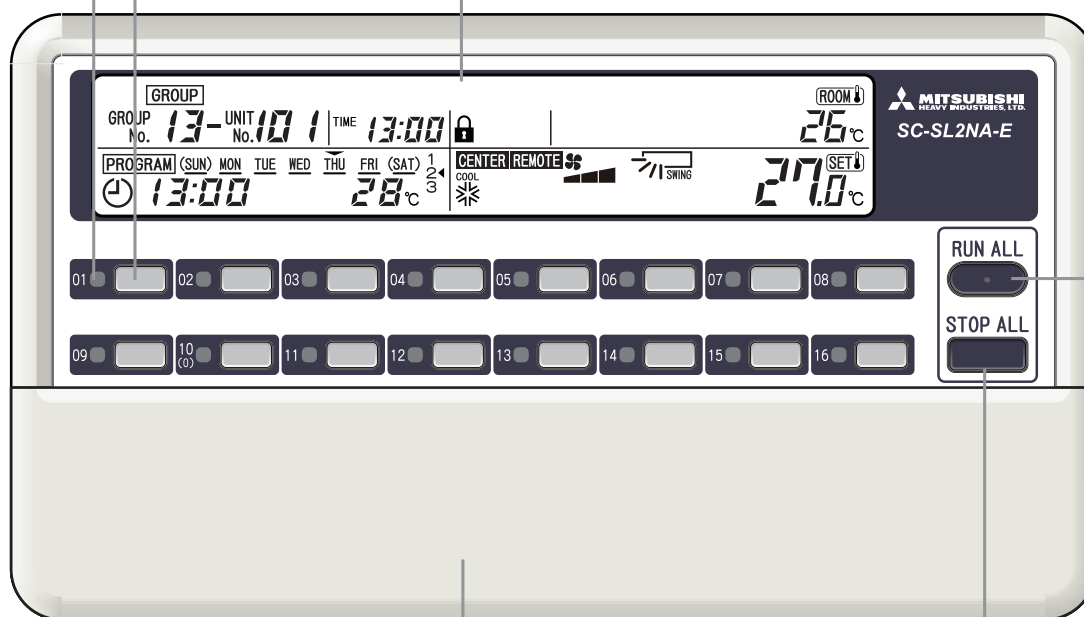 GROUP
GROUP No. 13- UNIT No. 101 TIME 13:00
ROOM
26°C
PROGRAM (SUN) MON TUE WED THU FRI (SAT) 1 2 3
13:00 28°C
CENTER REMOTE
COOL
SWING
SET
27.0°C
MITSUBISHI
HEAVY INDUSTRIES, LTD.
SC-SL2NA-E
RUN ALL
01 02 03 04 05 06 07 08
STOP ALL
09 10 (0) 11 12 13 14 15 16